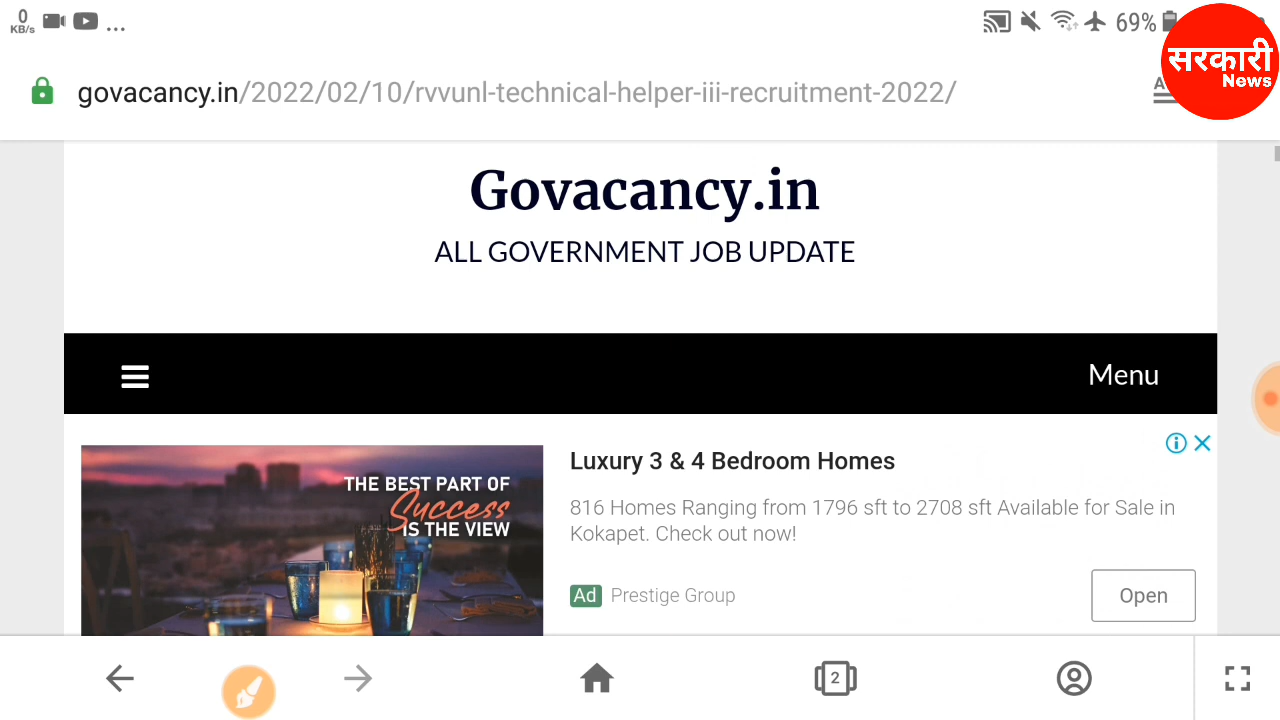 0
KB/s
...
69%
सरकारी
News
govacancy.in/2022/02/10/rvvunl-technical-helper-iii-recruitment-2022/
A
Govacancy.in
ALL GOVERNMENT JOB UPDATE
Menu
THE BEST PART OF
Success
IS THE VIEW
Luxury 3 & 4 Bedroom Homes
816 Homes Ranging from 1796 sft to 2708 sft Available for Sale in
Kokapet. Check out now!
Ad Prestige Group
Open
2